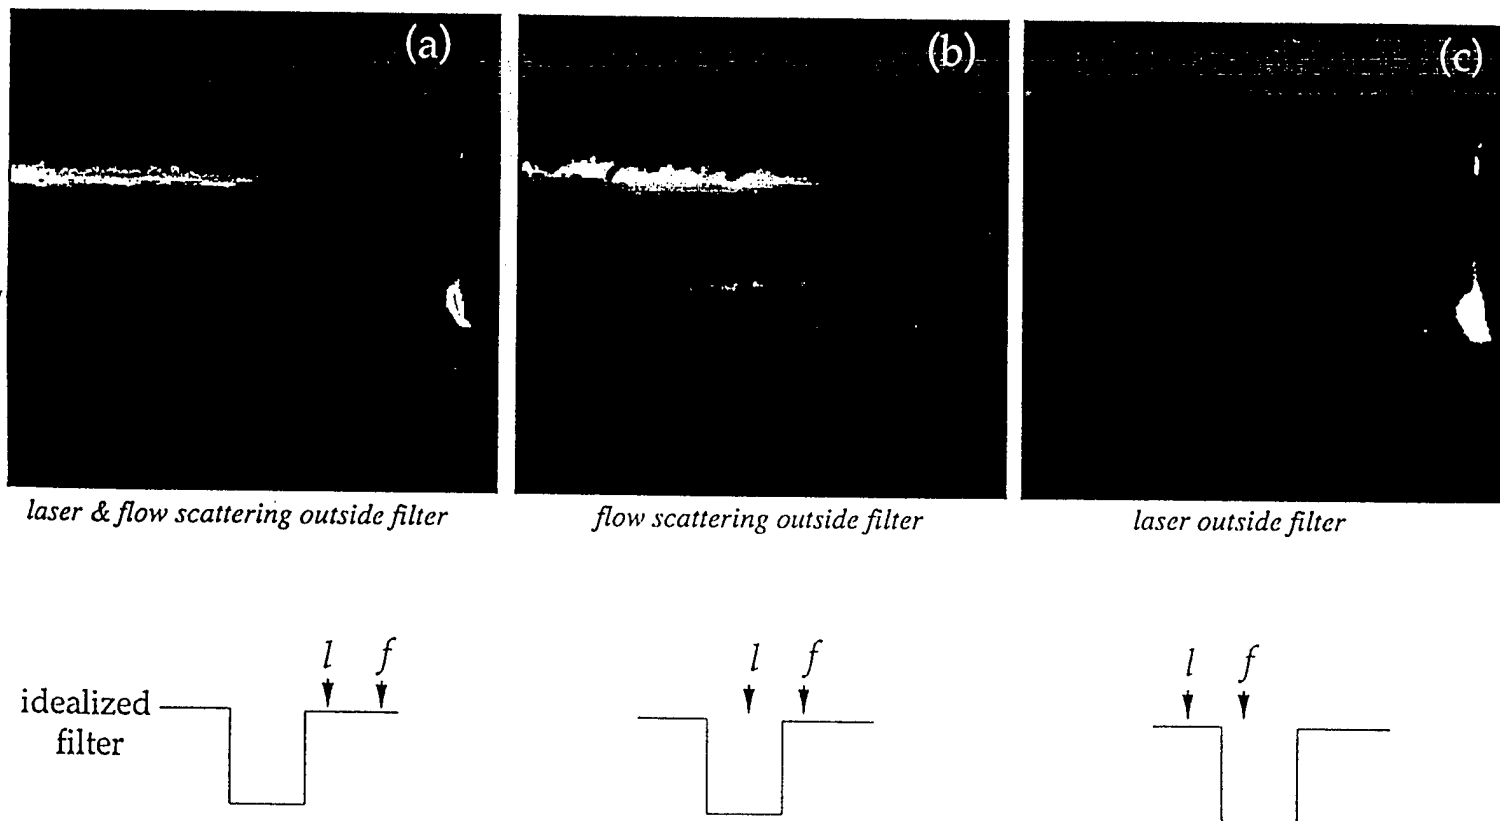 (a) (b) (c)
laser & flow scattering outside filter
flow scattering outside filter
laser outside filter
l f
l f
l f
idealized
filter